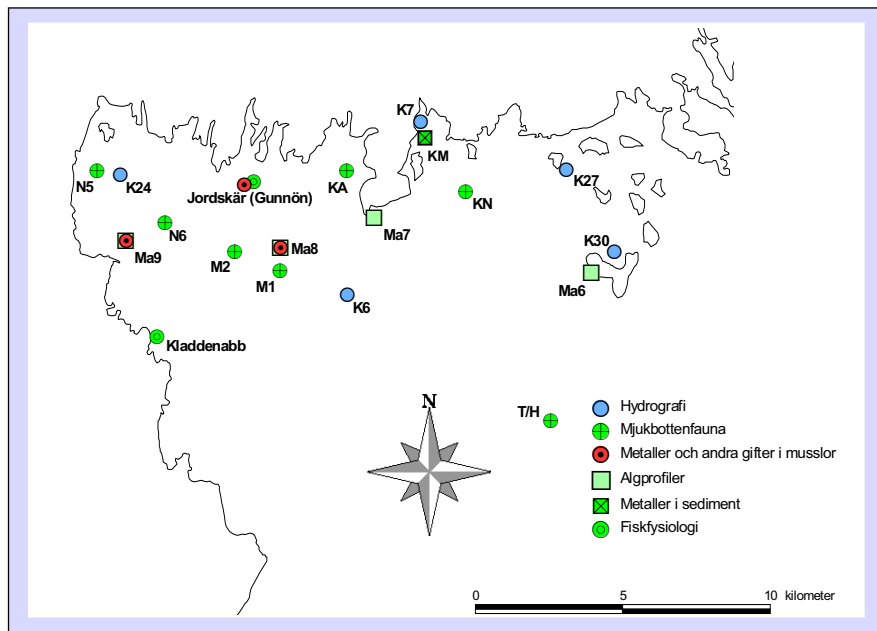 K7
KM
N5
K24
Jordskär (Gunnön)
KA
KN
K27
N6
Ma7
Ma9
M2
Ma8
M1
K30
Ma6
K6
Kladdenabb
N
T/H
Hydrografi
Mjukbottenfauna
Metaller och andra gifter i musslor
Algprofiler
Metaller i sediment
Fiskfysiologi
0 5 10 kilometer